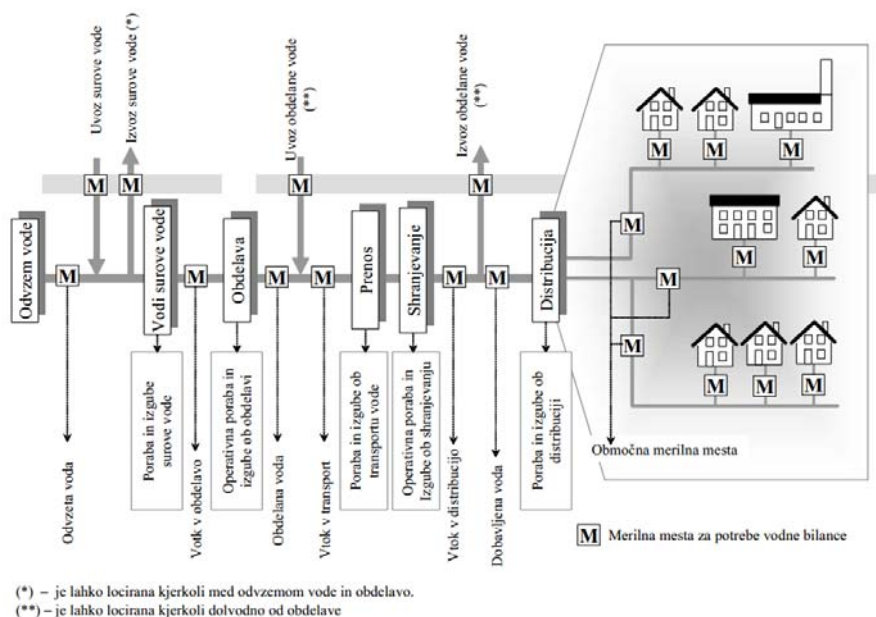 Uvoz surove vode
Izvoz surove vode (*)
Uvoz obdelane vode
(**)
Izvoz obdelane vode
(**)
M
M
M
M
M
M
M
Odvzem vode
M
Vodi surove vode
M
Obdelava
M
M
Prenos
Shranjevanje
M
M
Distribucija
M
M
M
M
M
M
M
M
Poraba in izgube
surove vode
Operativna poraba in
izgube ob obdelavi
Poraba in izgube ob
transportu vode
Operativna poraba in
Izgube ob shranjevanju
Poraba in izgube ob
distribuciji
Območna merilna mesta
Odvzeta voda
Votk v obdelavo
Obdelana voda
Vtok v transport
Vtok v distribucijo
Dobavljena voda
M Merilna mesta za potrebe vodne bilance
(*) – je lahko locirana kjerkoli med odvzemom vode in obdelavo.
(**) – je lahko locirana kjerkoli dolvodno od obdelave